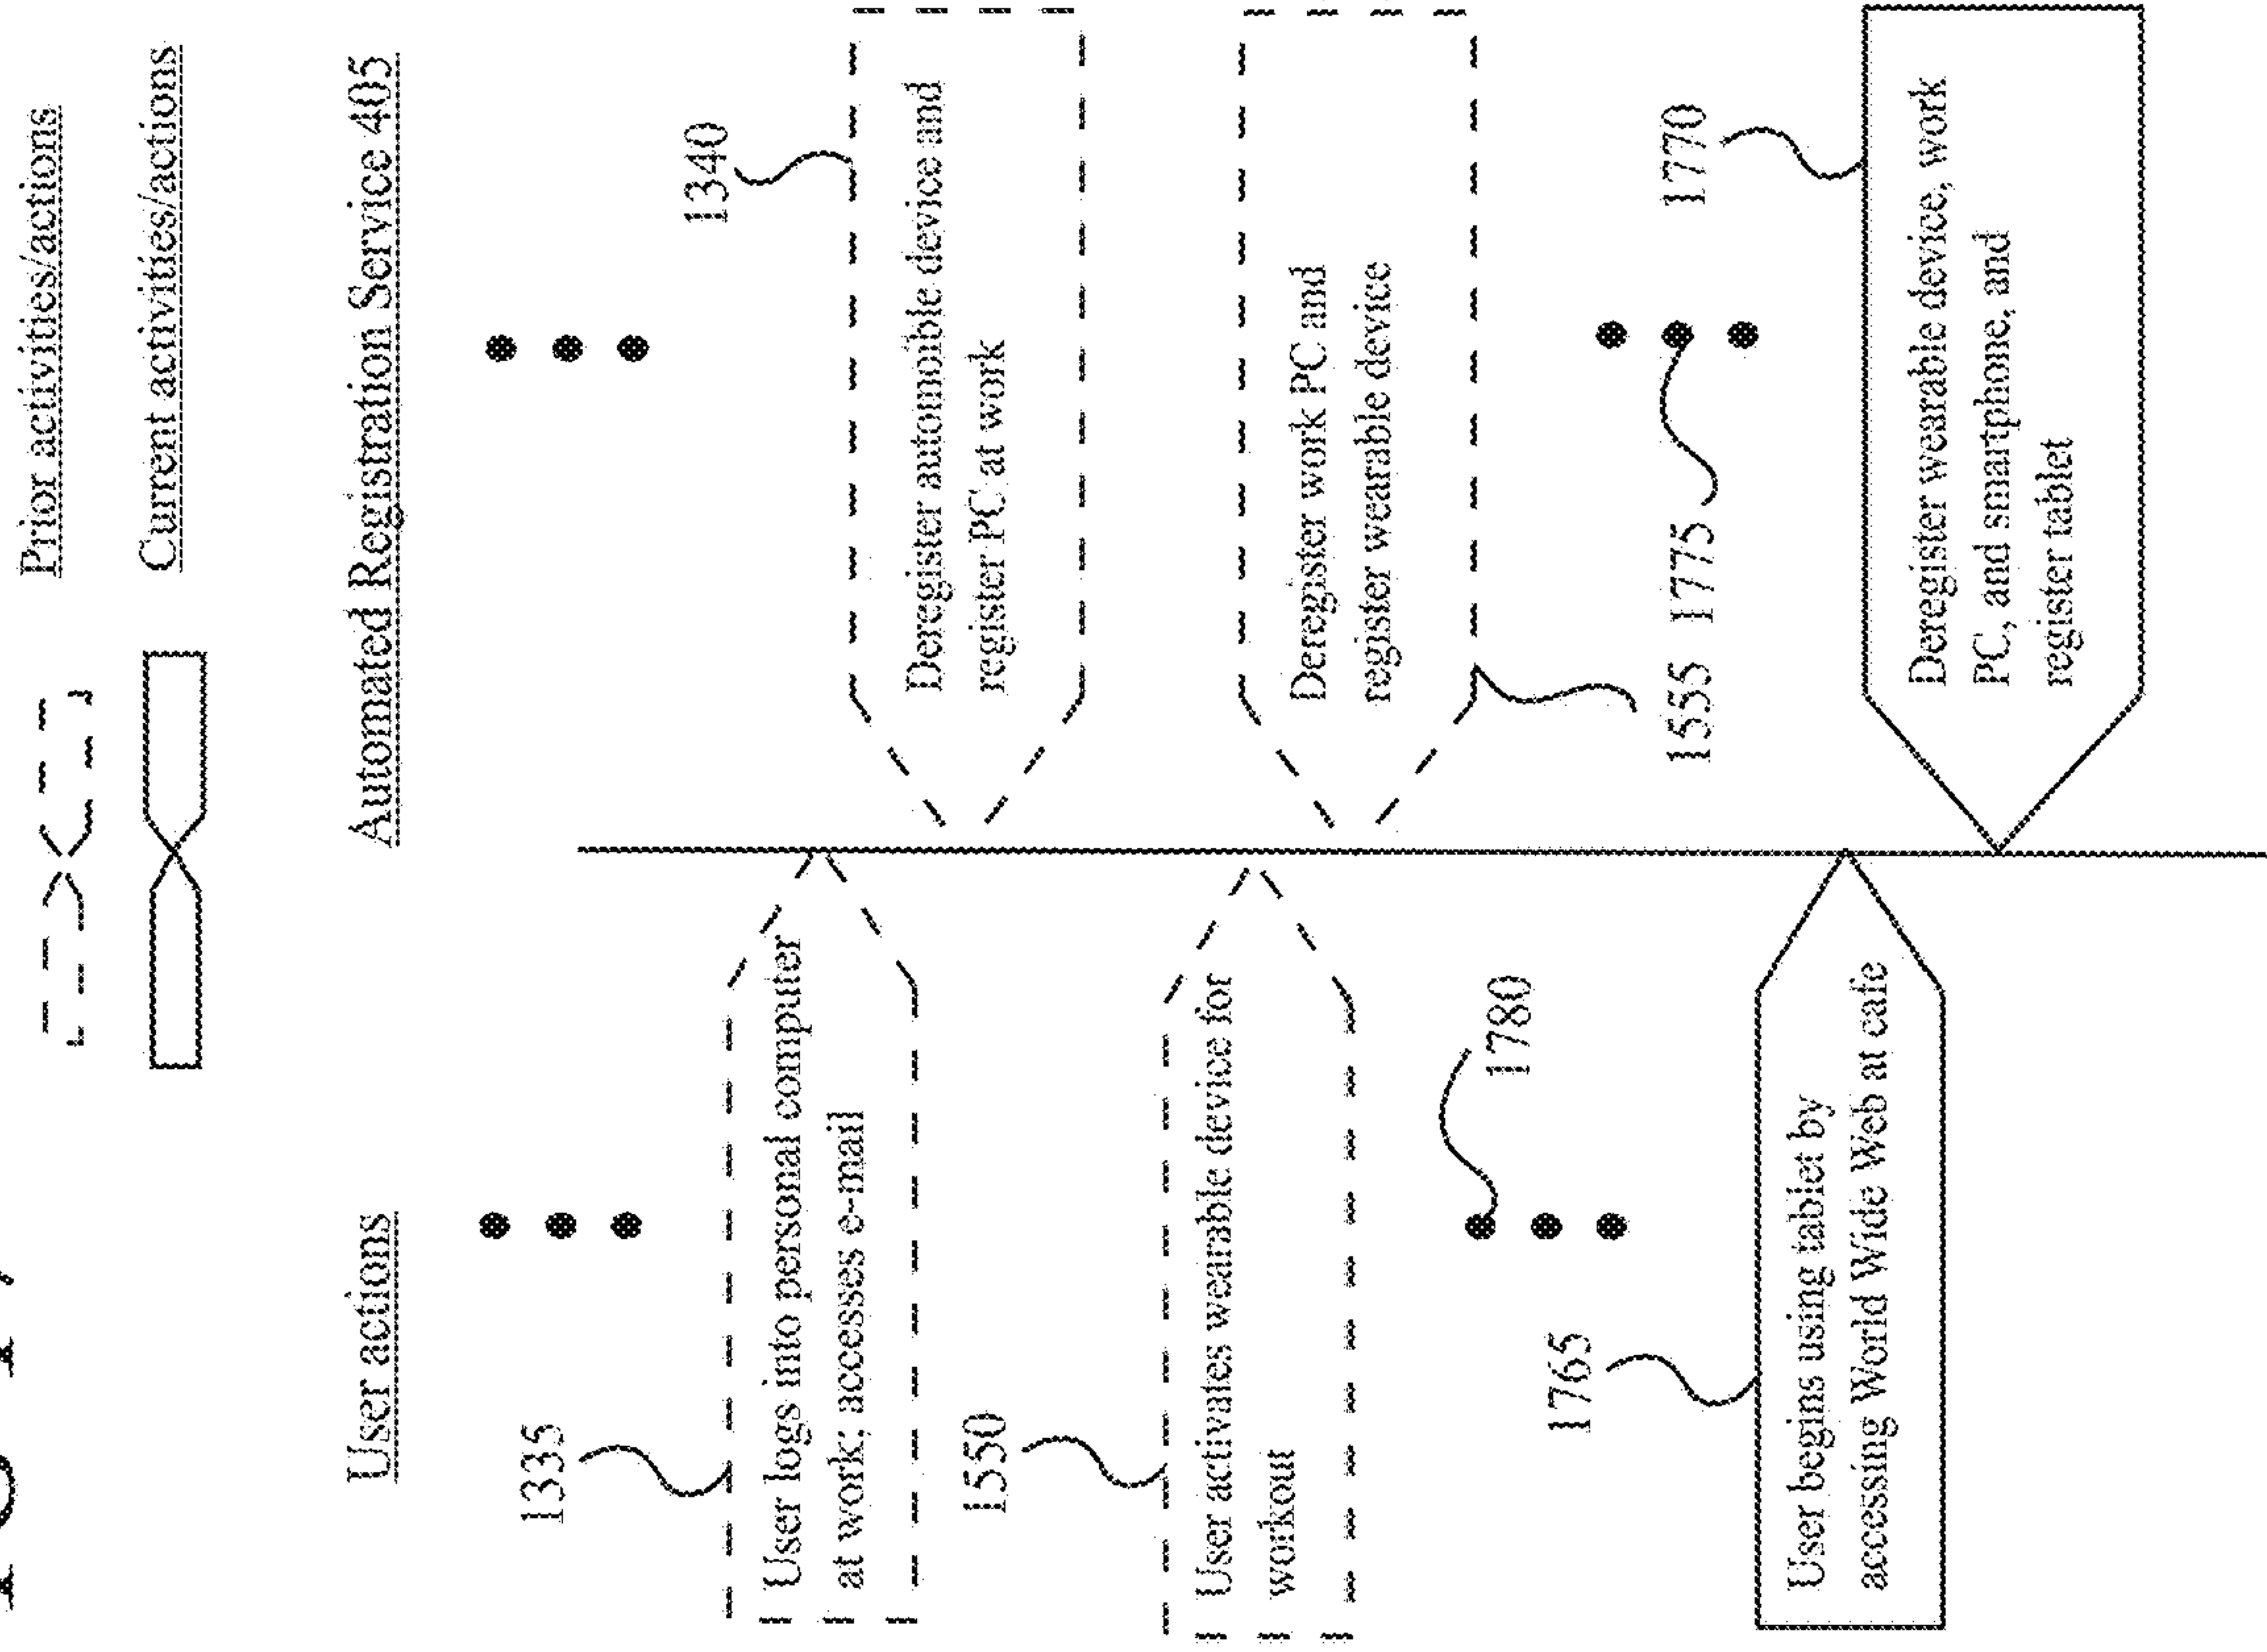 Prior activities/actions
Current activities/actions
User actions
Automated Registration Service 405
1335
User logs into personal computer
at work; accesses e-mail
1340
Deregister automobile device and
register PC at work
1550
User activates wearable device for
workout
Deregister work PC and
register wearable device
1555
1775
1780
1765
User begins using tablet by
accessing World Wide Web at cafe
1770
Deregister wearable device, work
PC, and smartphone, and
register tablet